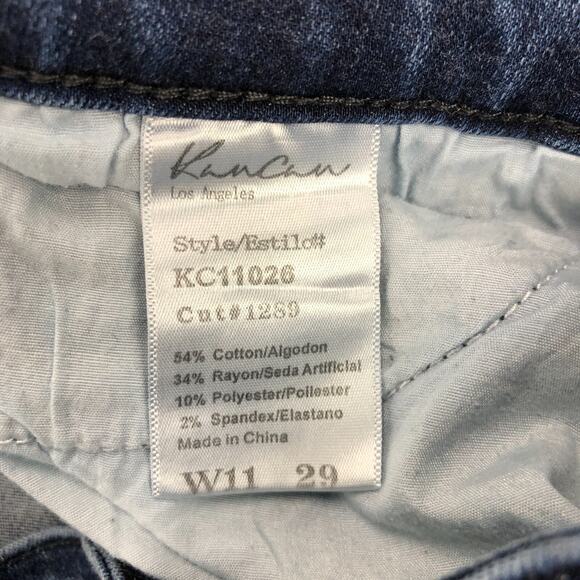 KanCan
Los Angeles
Style/Estilo#
KC11026
Cut#1289
54% Cotton/Algodon
34% Rayon/Seda Artificial
10% Polyester/Poliester
2% Spandex/Elastano
Made in China
W11 29